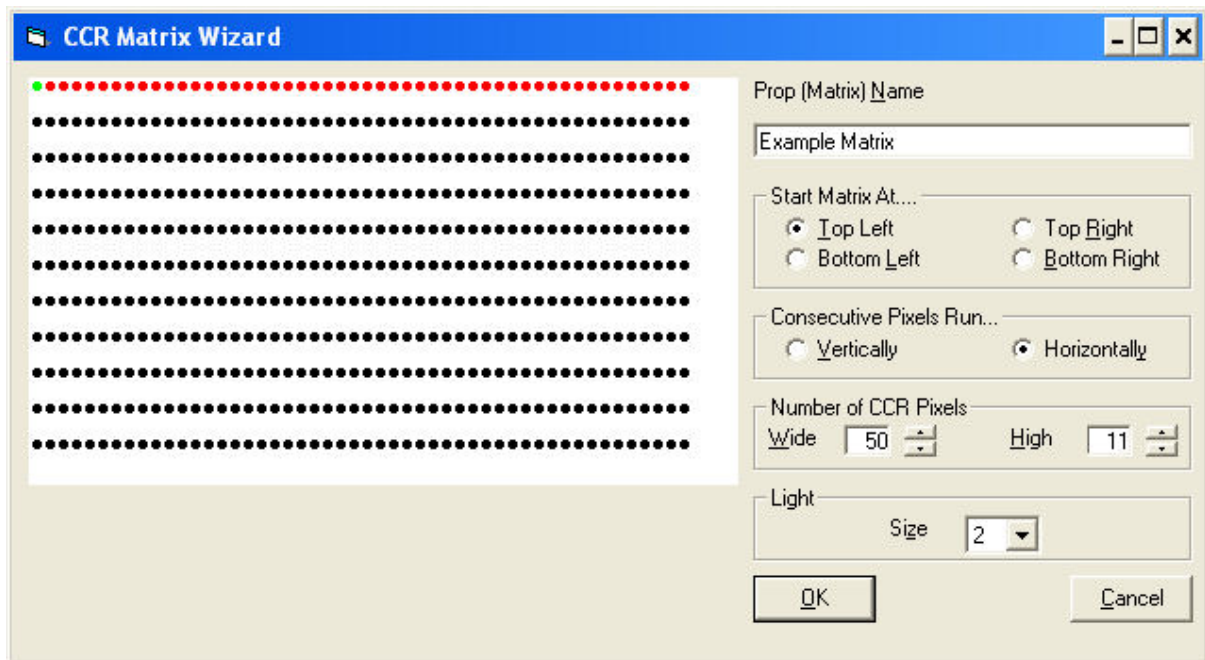 CCR Matrix Wizard
Prop (Matrix) Name
Example Matrix
Start Matrix At....
Top Left
Top Right
Bottom Left
Bottom Right
Consecutive Pixels Run...
Vertically
Horizontally
Number of CCR Pixels
Wide 50 High 11
Light
Size 2
OK Cancel